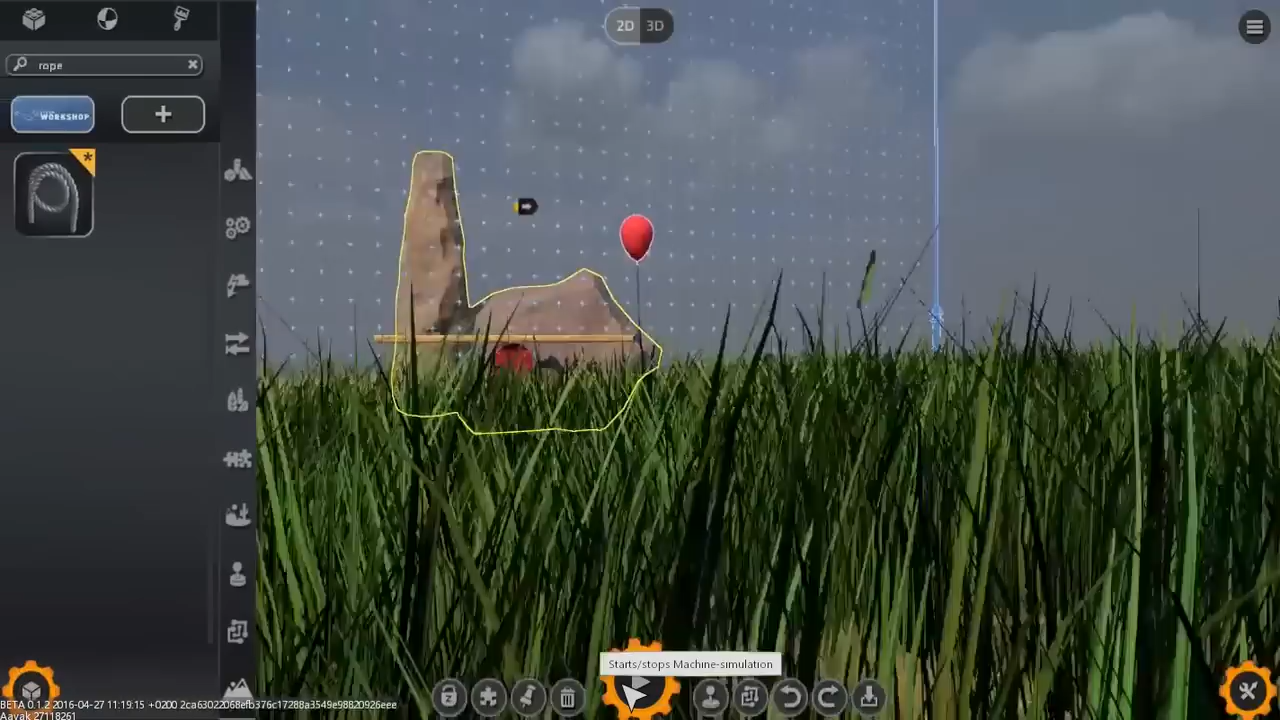 2D 3D
rope
WORKSHOP
Starts/stops Machine-simulation
BETA 0.1.2 2016-04-27 11:19:15 +0200 2ca63022068efb376c17288a3549e98820926eee
Aayak 27118261